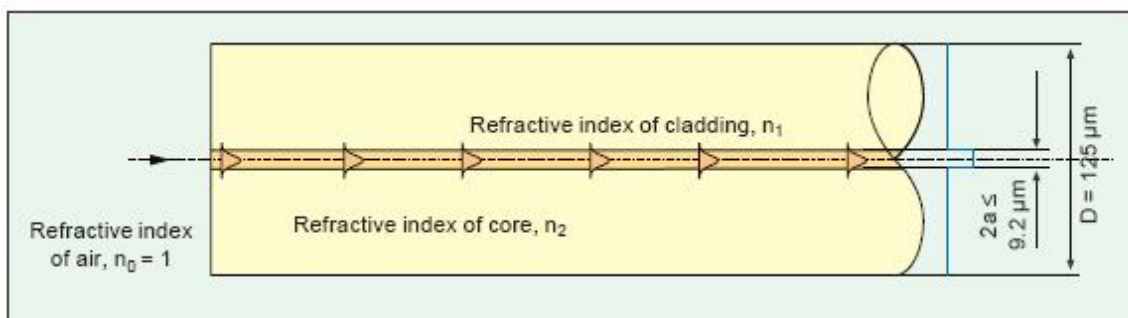 Refractive index of cladding, n₁
Refractive index of core, n₂
Refractive index
of air, n₀ = 1
2a ≤
9.2 µm
D = 125 µm